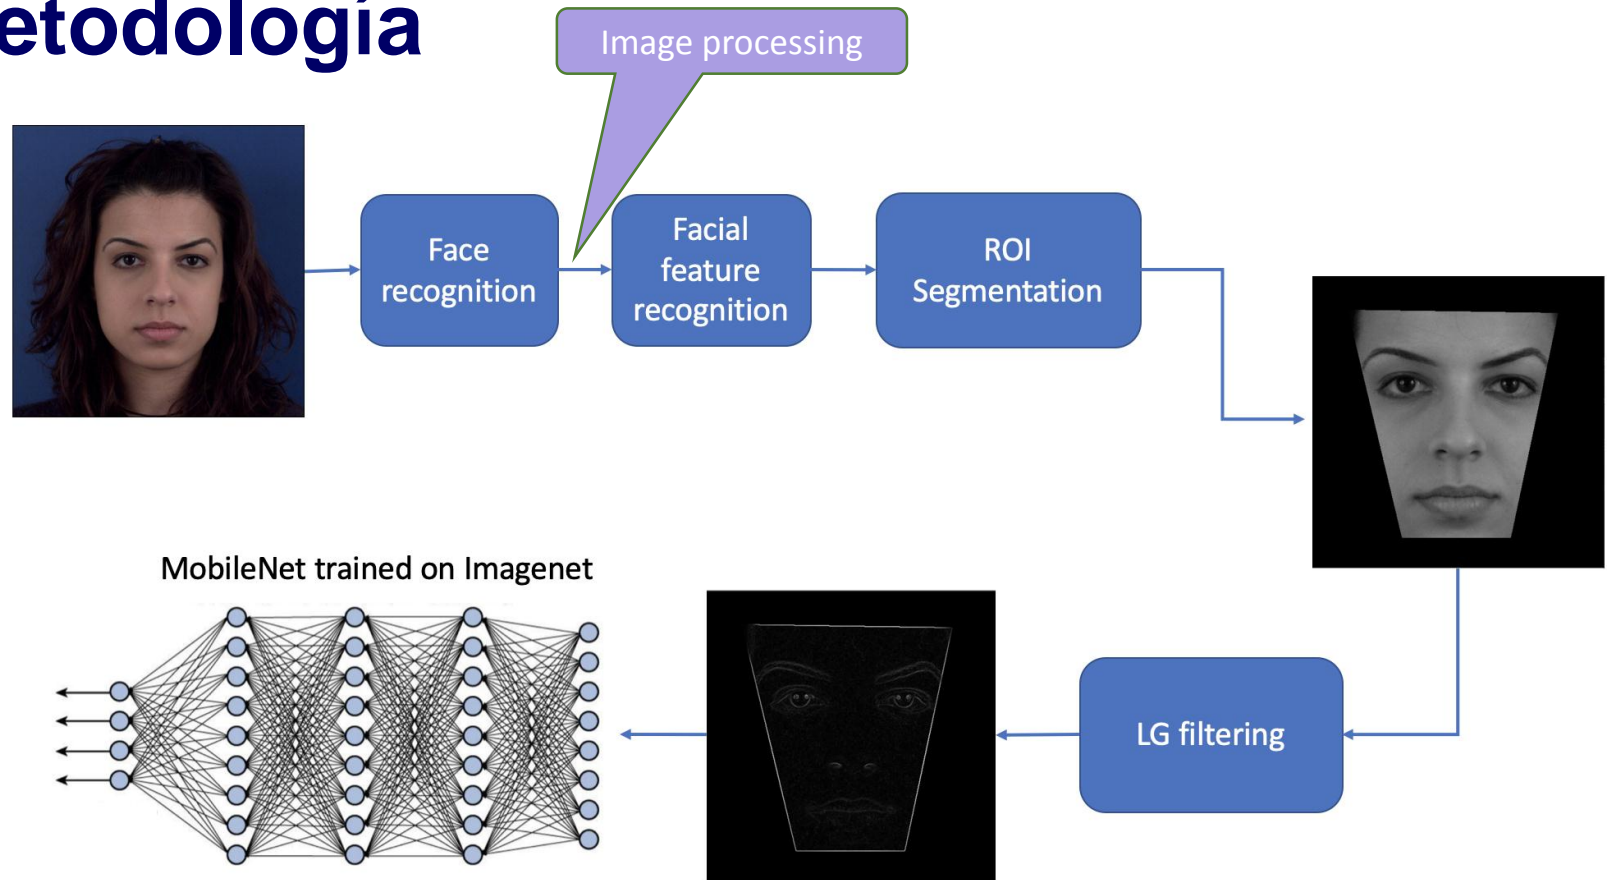 etodología
Image processing
Face
recognition
Facial
feature
recognition
ROI
Segmentation
MobileNet trained on Imagenet
LG filtering